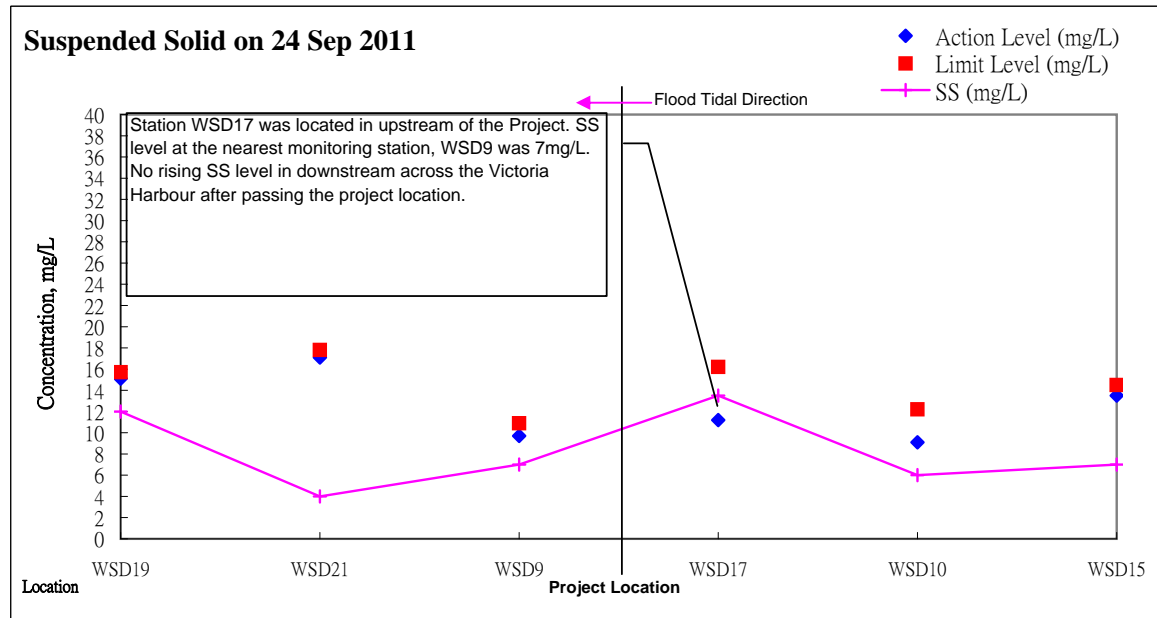 Suspended Solid on 24 Sep 2011
Action Level (mg/L)
Limit Level (mg/L)
SS (mg/L)
Flood Tidal Direction
Station WSD17 was located in upstream of the Project. SS
level at the nearest monitoring station, WSD9 was 7mg/L.
No rising SS level in downstream across the Victoria
Harbour after passing the project location.
Concentration, mg/L
40
38
36
34
32
30
28
26
24
22
20
18
16
14
12
10
8
6
4
2
0
WSD19 WSD21 WSD9 WSD17 WSD10 WSD15
Location
Project Location